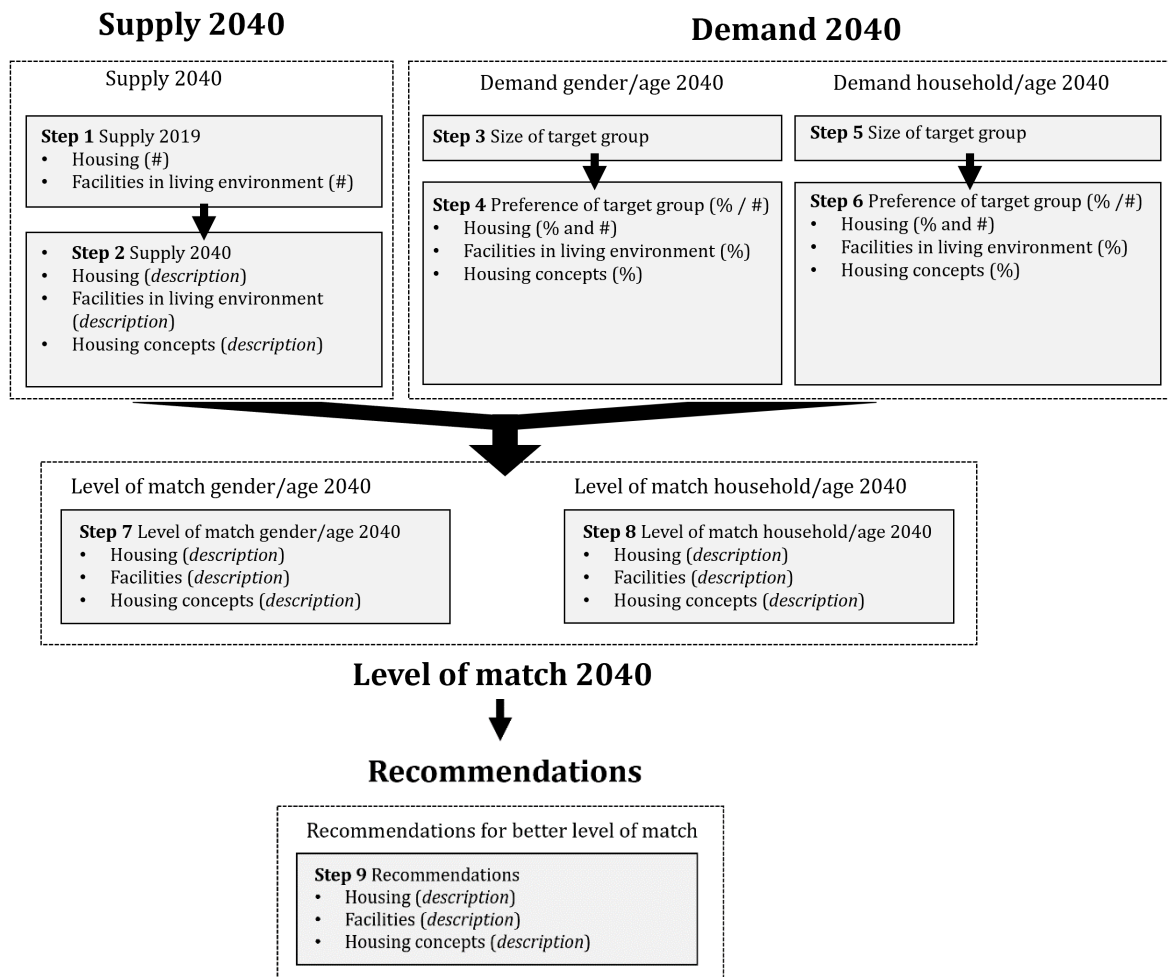 Supply 2040
Demand 2040
Supply 2040
Step 1 Supply 2019
• Housing (#)
• Facilities in living environment (#)
• Step 2 Supply 2040
• Housing (description)
• Facilities in living environment
(description)
• Housing concepts (description)
Demand gender/age 2040
Step 3 Size of target group
Step 4 Preference of target group (% / #)
• Housing (% and #)
• Facilities in living environment (%)
• Housing concepts (%)
Demand household/age 2040
Step 5 Size of target group
Step 6 Preference of target group (% /#)
• Housing (% and #)
• Facilities in living environment (%)
• Housing concepts (%)
Level of match gender/age 2040
Step 7 Level of match gender/age 2040
• Housing (description)
• Facilities (description)
• Housing concepts (description)
Level of match household/age 2040
Step 8 Level of match household/age 2040
• Housing (description)
• Facilities (description)
• Housing concepts (description)
Level of match 2040
Recommendations
Recommendations for better level of match
Step 9 Recommendations
• Housing (description)
• Facilities (description)
• Housing concepts (description)